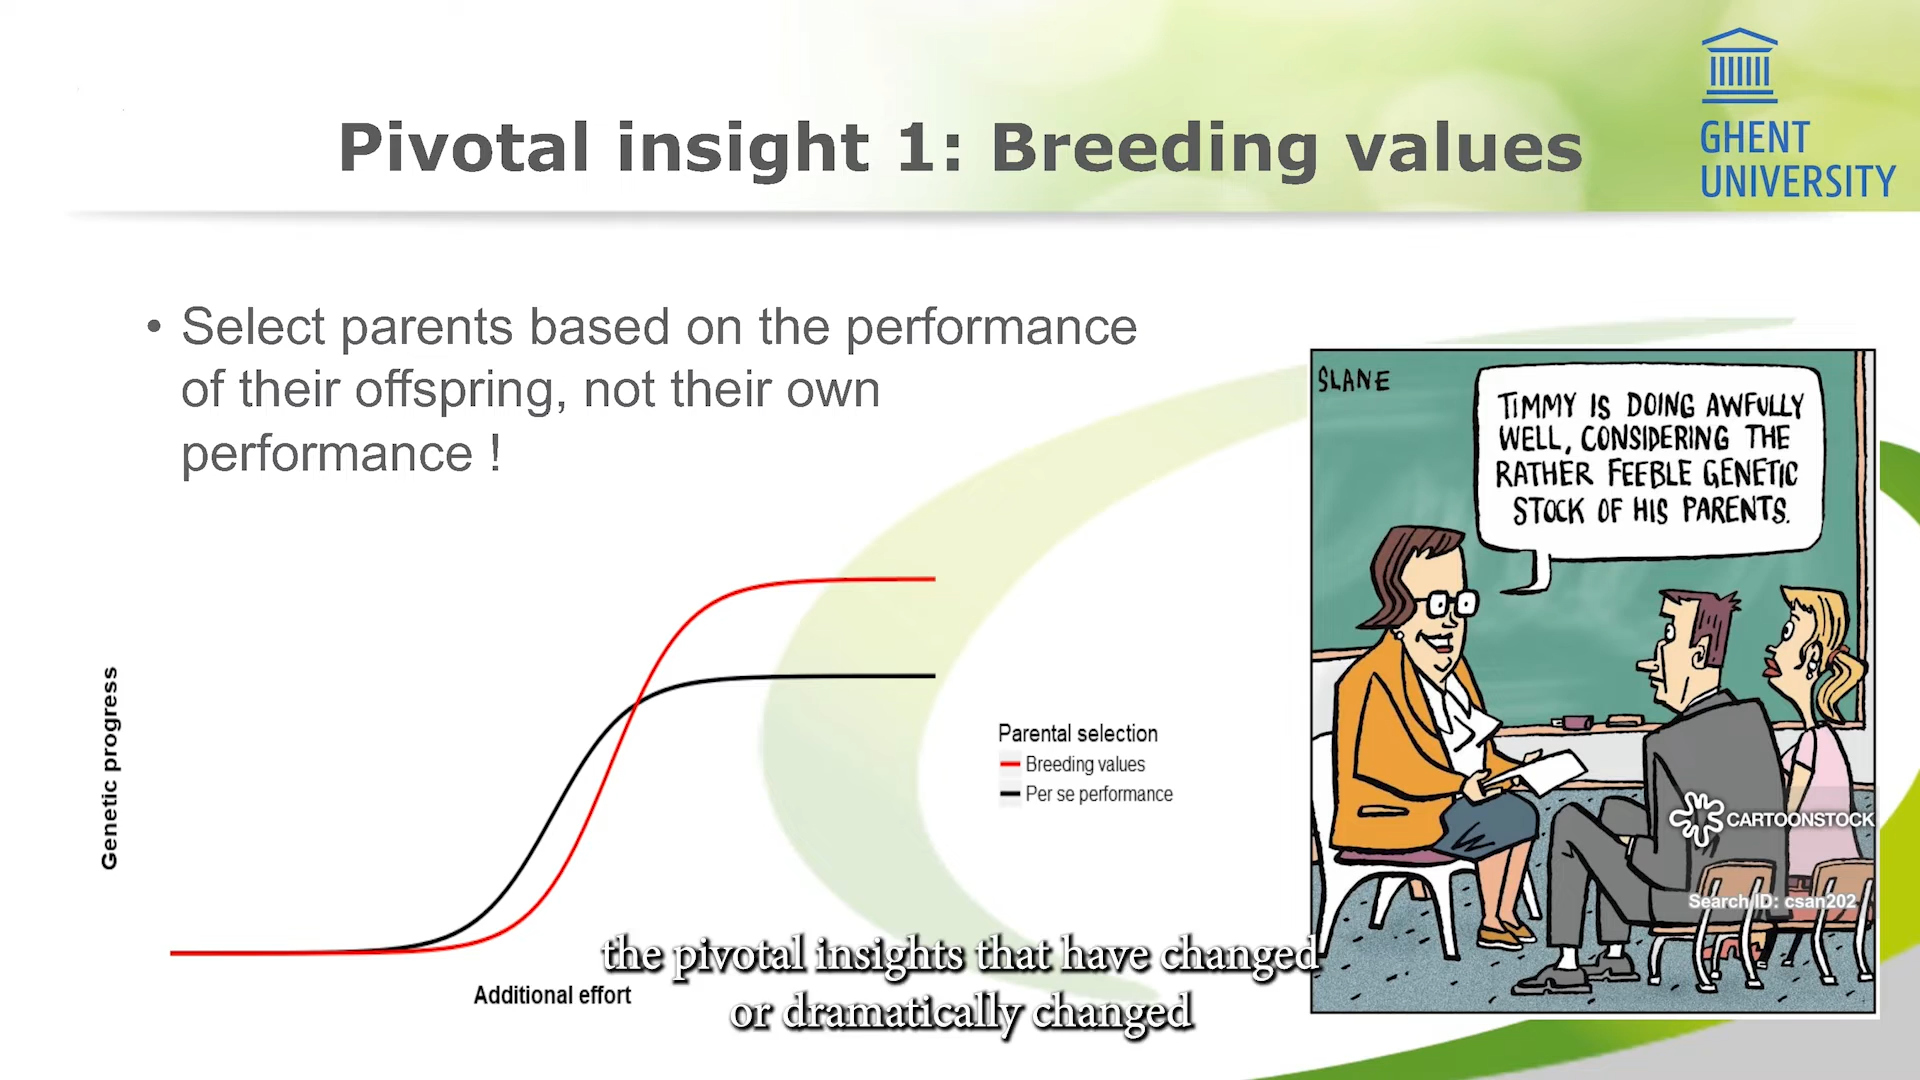 GHENT
UNIVERSITY
Pivotal insight 1: Breeding values
• Select parents based on the performance
of their offspring, not their own
performance !
SLANE
TIMMY IS DOING AWFULLY
WELL, CONSIDERING THE
RATHER FEEBLE GENETIC
STOCK OF HIS PARENTS.
Genetic progress
Parental selection
Breeding values
Per se performance
CARTOONSTOCK
Search ID: csan202
Additional effort
the pivotal insights that have changed
or dramatically changed